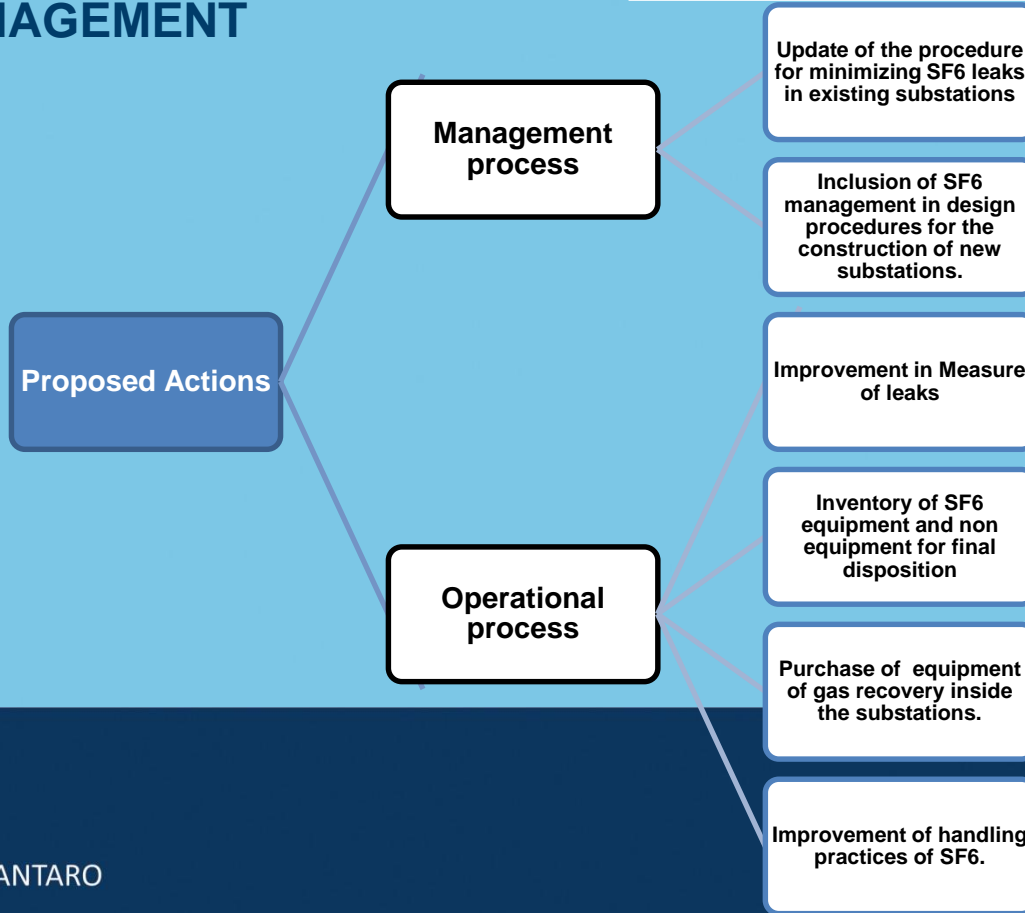 NAGEMENT
Proposed Actions
Management
process
Update of the procedure
for minimizing SF6 leaks
in existing substations
Inclusion of SF6
management in design
procedures for the
construction of new
substations.
Operational
process
Improvement in Measure
of leaks
Inventory of SF6
equipment and non
equipment for final
disposition
Purchase of  equipment
of gas recovery inside
the substations.
Improvement of handling
practices of SF6.
ANTARO